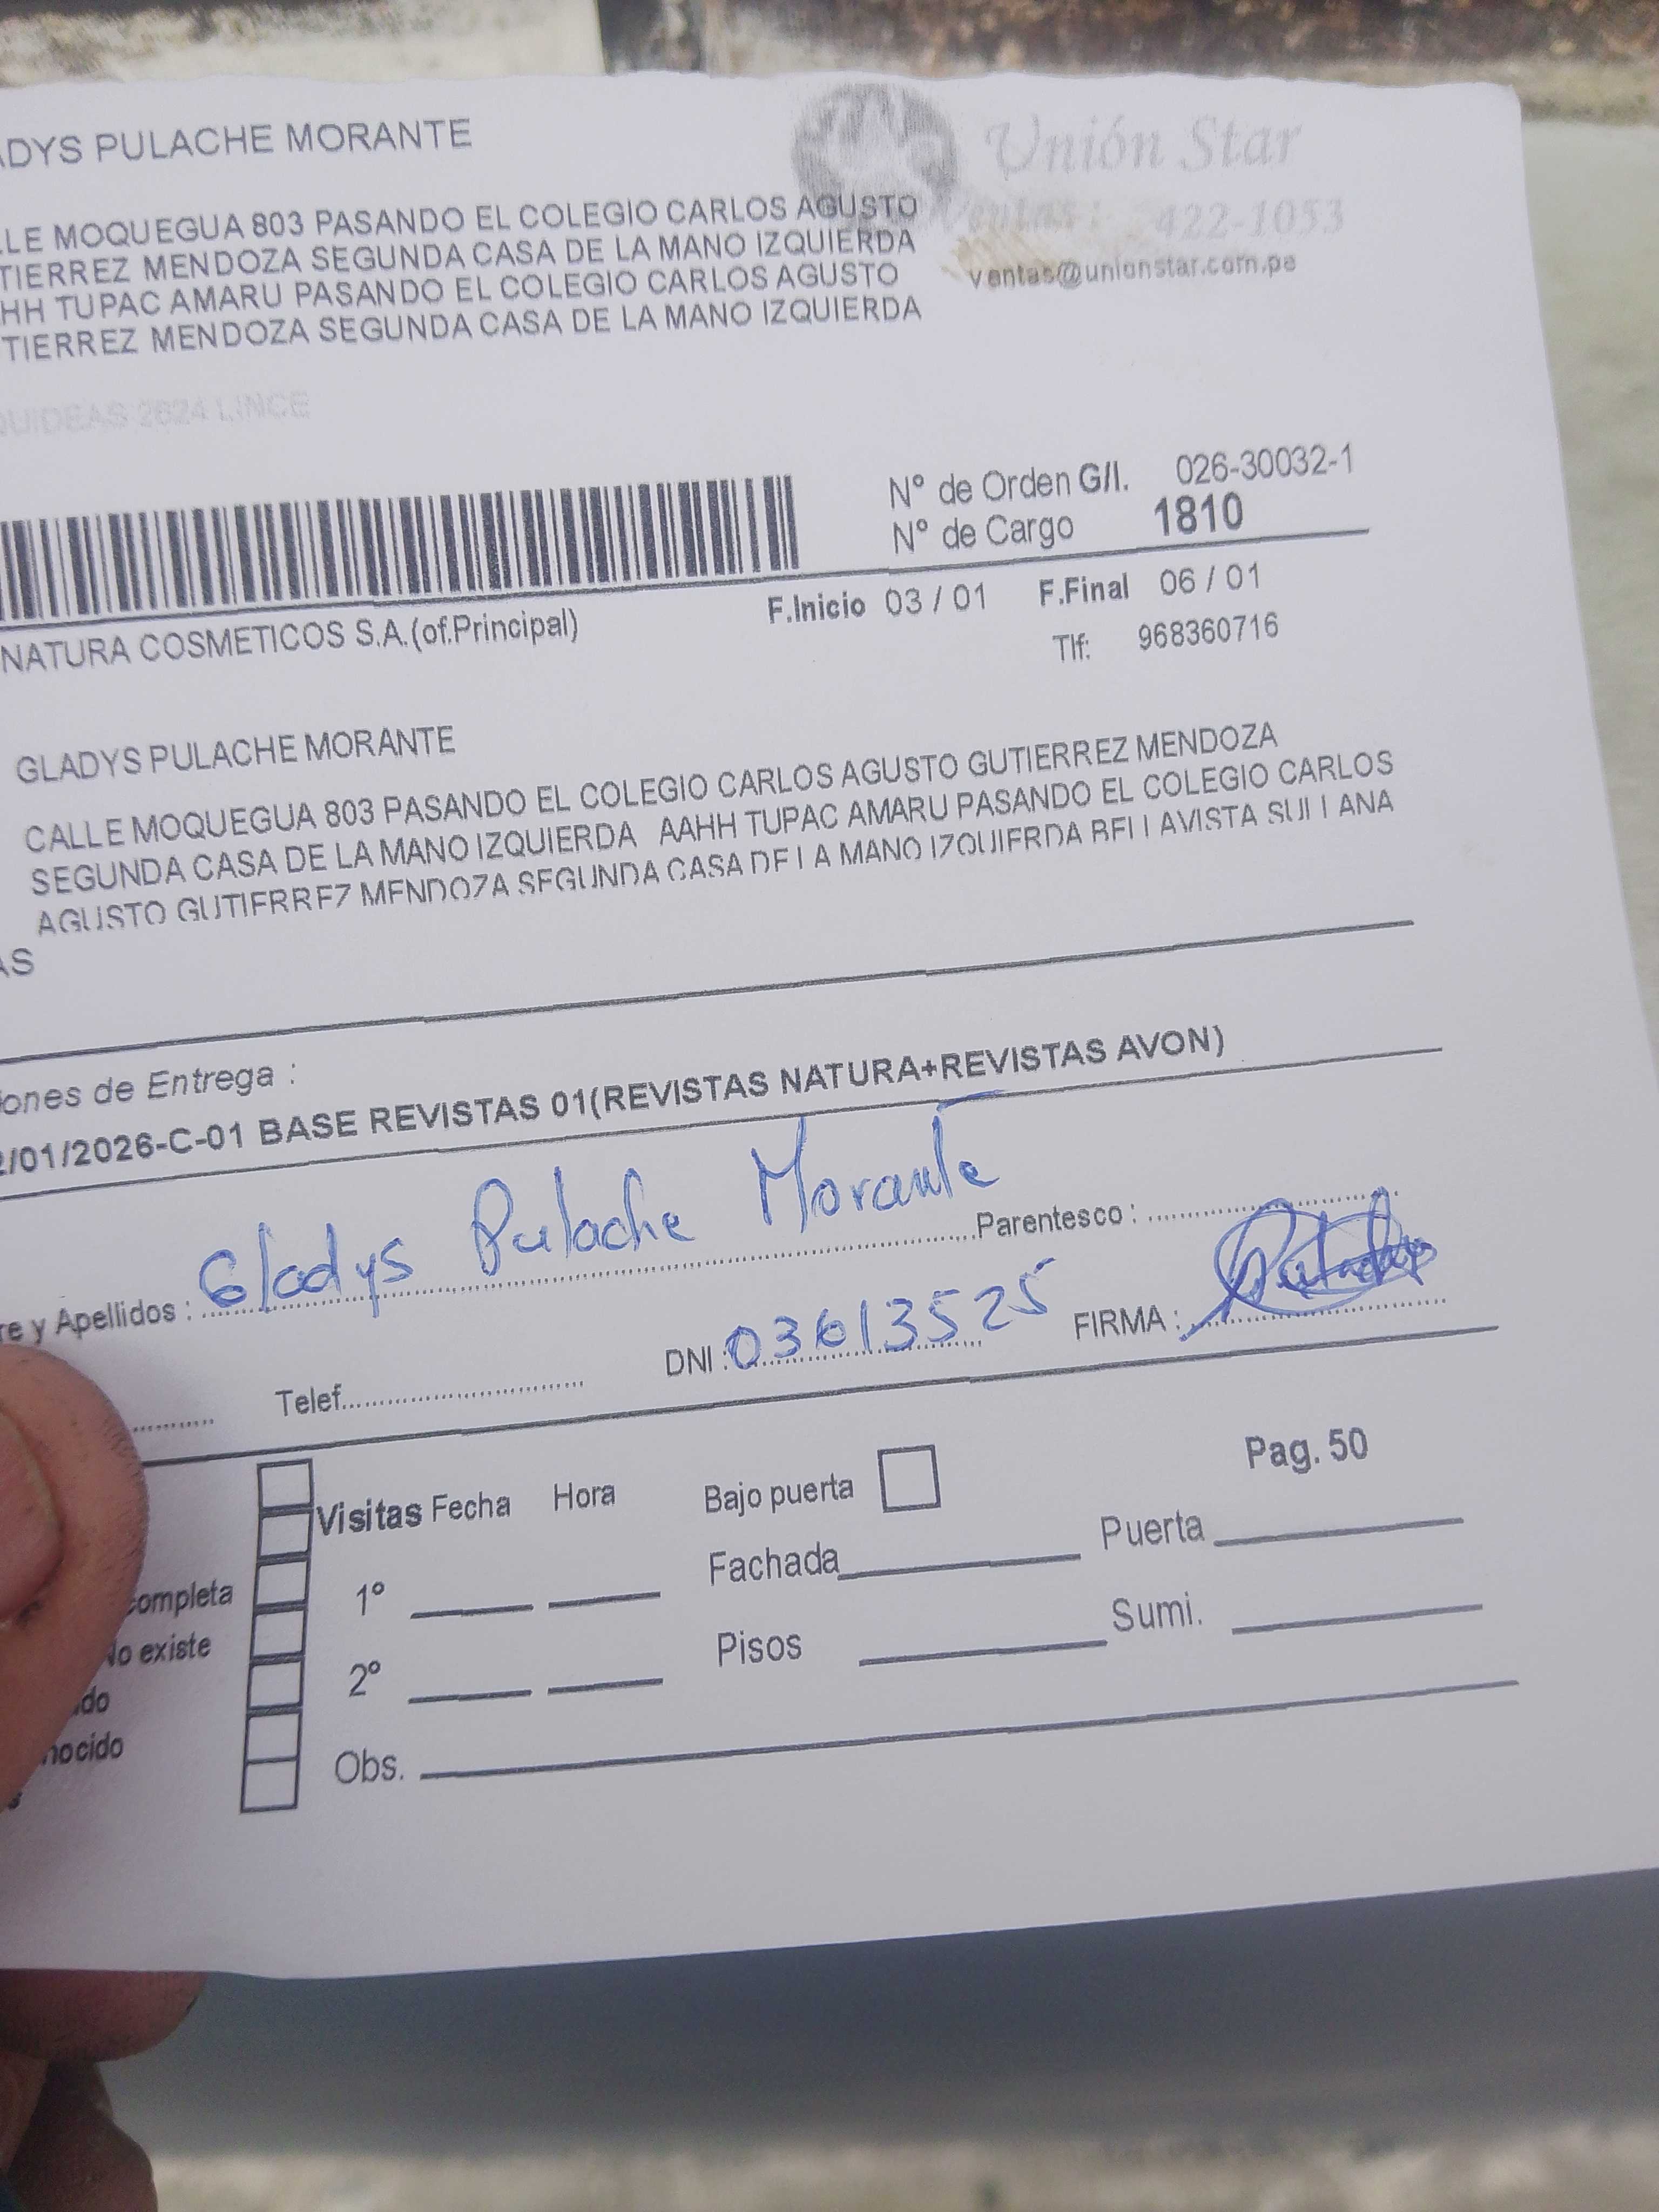 ADYS PULACHE MORANTE
Unión Star
Ventas: 422-1053
ventas@unionstar.com.pe
LLE MOQUEGUA 803 PASANDO EL COLEGIO CARLOS AGUSTO
TIERREZ MENDOZA SEGUNDA CASA DE LA MANO IZQUIERDA
HH TUPAC AMARU PASANDO EL COLEGIO CARLOS AGUSTO
TIERREZ MENDOZA SEGUNDA CASA DE LA MANO IZQUIERDA
QUIDEAS 2624 LINCE
N° de Orden G/I. 026-30032-1
N° de Cargo 1810
NATURA COSMETICOS S.A.(of.Principal) F.Inicio 03 / 01 F.Final 06 / 01
Tlf: 968360716
GLADYS PULACHE MORANTE
CALLE MOQUEGUA 803 PASANDO EL COLEGIO CARLOS AGUSTO GUTIERREZ MENDOZA
SEGUNDA CASA DE LA MANO IZQUIERDA AAHH TUPAC AMARU PASANDO EL COLEGIO CARLOS
AGUSTO GUTIERREZ MENDOZA SEGUNDA CASA DE LA MANO IZQUIERDA BELLAVISTA SULLANA
AS
iones de Entrega :
2/01/2026-C-01 BASE REVISTAS 01(REVISTAS NATURA+REVISTAS AVON)
re y Apellidos : Gladys Pulache Morante Parentesco :
Telef. DNI : 03613525 FIRMA : Pulache
Pag. 50
Visitas Fecha Hora Bajo puerta
Fachada Puerta
completa 1°
No existe Pisos Sumi.
do 2°
nocido
Obs.